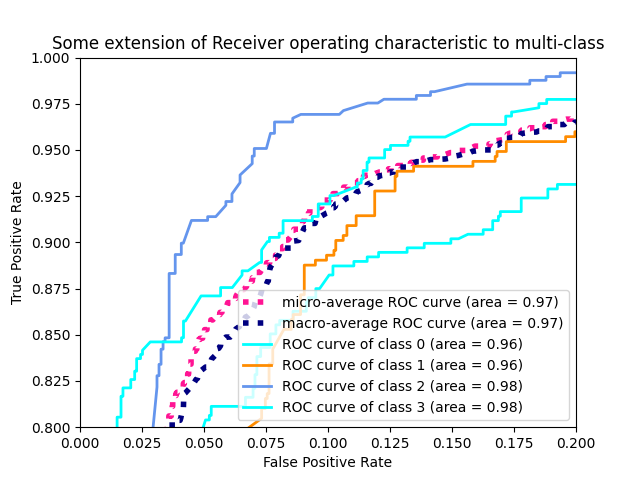 Some extension of Receiver operating characteristic to multi-class
1.000
0.975
0.950
0.925
0.900
0.875
0.850
0.825
0.800
True Positive Rate
micro-average ROC curve (area = 0.97)
macro-average ROC curve (area = 0.97)
ROC curve of class 0 (area = 0.96)
ROC curve of class 1 (area = 0.96)
ROC curve of class 2 (area = 0.98)
ROC curve of class 3 (area = 0.98)
0.000 0.025 0.050 0.075 0.100 0.125 0.150 0.175 0.200
False Positive Rate